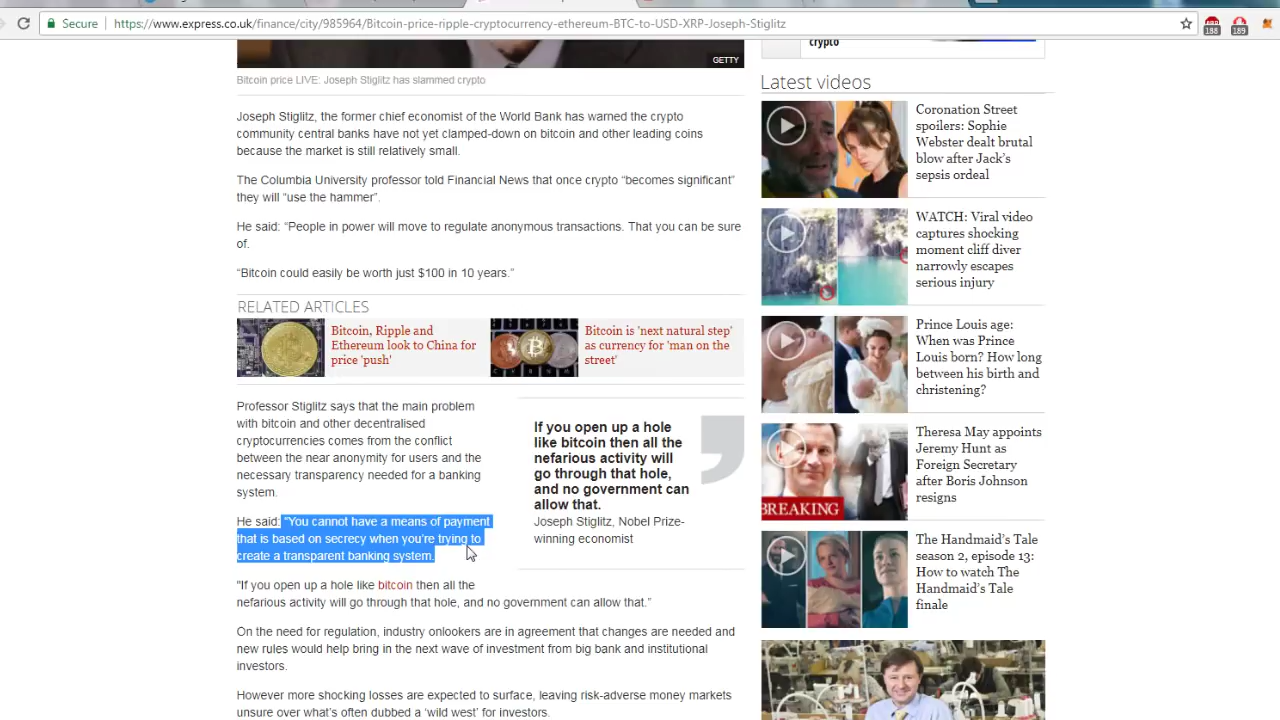 Secure
https://www.express.co.uk/finance/city/985964/Bitcoin-price-ripple-cryptocurrency-ethereum-BTC-to-USD-XRP-Joseph-Stiglitz
188
189
GETTY
Bitcoin price LIVE: Joseph Stiglitz has slammed crypto
Joseph Stiglitz, the former chief economist of the World Bank has warned the crypto
community central banks have not yet clamped-down on bitcoin and other leading coins
because the market is still relatively small.
The Columbia University professor told Financial News that once crypto “becomes significant”
they will “use the hammer”.
He said: “People in power will move to regulate anonymous transactions. That you can be sure
of.
“Bitcoin could easily be worth just $100 in 10 years.”
RELATED ARTICLES
Bitcoin, Ripple and
Ethereum look to China for
price 'push'
Bitcoin is 'next natural step'
as currency for 'man on the
street'
Professor Stiglitz says that the main problem
with bitcoin and other decentralised
cryptocurrencies comes from the conflict
between the near anonymity for users and the
necessary transparency needed for a banking
system.
He said: “You cannot have a means of payment
that is based on secrecy when you’re trying to
create a transparent banking system.
“If you open up a hole like bitcoin then all the
nefarious activity will go through that hole, and no government can allow that.”
On the need for regulation, industry onlookers are in agreement that changes are needed and
new rules would help bring in the next wave of investment from big bank and institutional
investors.
However more shocking losses are expected to surface, leaving risk-adverse money markets
unsure over what’s often dubbed a ‘wild west’ for investors.
If you open up a hole
like bitcoin then all the
nefarious activity will
go through that hole,
and no government can
allow that.
Joseph Stiglitz, Nobel Prize-
winning economist
crypto
Latest videos
Coronation Street
spoilers: Sophie
Webster dealt brutal
blow after Jack’s
sepsis ordeal
WATCH: Viral video
captures shocking
moment cliff diver
narrowly escapes
serious injury
Prince Louis age:
When was Prince
Louis born? How long
between his birth and
christening?
BREAKING
Theresa May appoints
Jeremy Hunt as
Foreign Secretary
after Boris Johnson
resigns
The Handmaid’s Tale
season 2, episode 13:
How to watch The
Handmaid’s Tale
finale